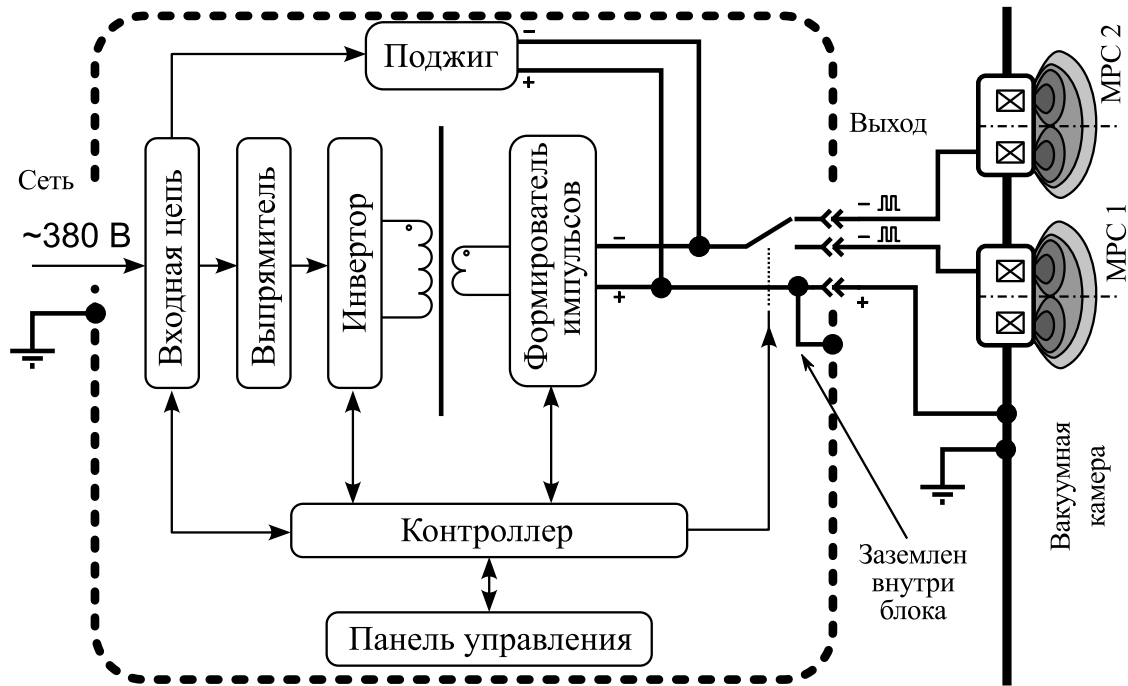 Поджиг
−
+
МРС 2
Выход
Сеть
~380 В
Входная цепь
Выпрямитель
Инвертор
Формирователь
импульсов
−
+
−
−
+
МРС 1
Контроллер
Заземлен
внутри
блока
Вакуумная
камера
Панель управления